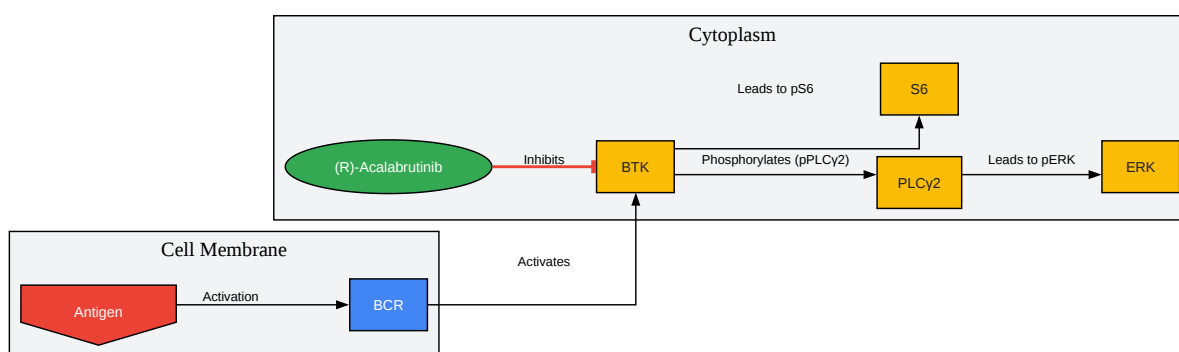 Cytoplasm
Leads to pS6
S6
(R)-Acalabrutinib
Inhibits
BTK
Phosphorylates (pPLCγ2)
PLCγ2
Leads to pERK
ERK
Cell Membrane
Antigen
Activation
BCR
Activates